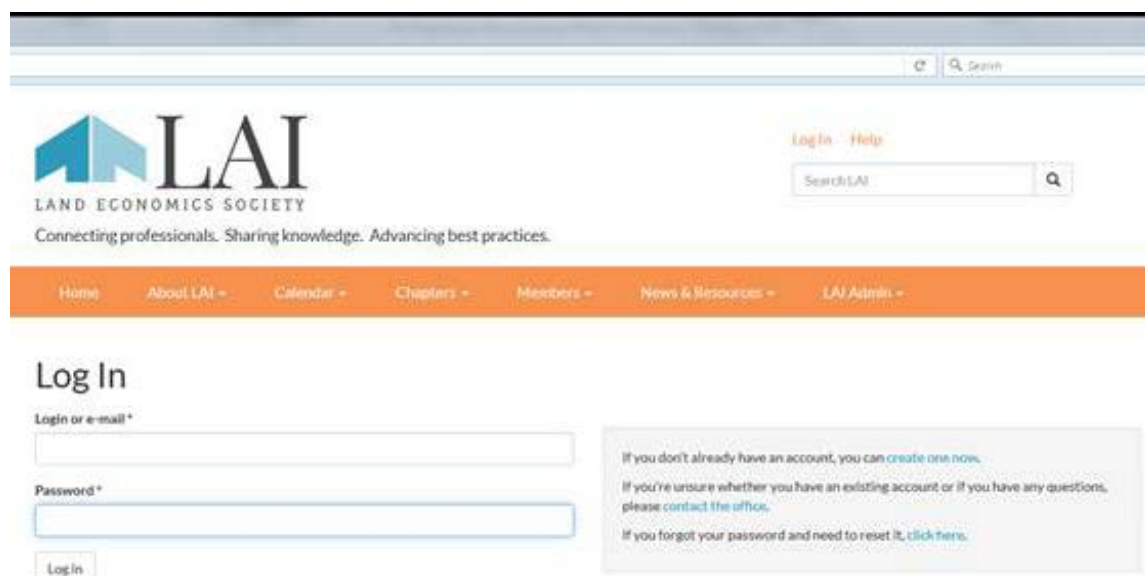 Search
LAI
LAND ECONOMICS SOCIETY
Connecting professionals. Sharing knowledge. Advancing best practices.
Log In Help
Search LAI
Home About LAI Calendar Chapters Members News & Resources LAI Admin
Log In
Login or e-mail *
Password *
Log in
If you don't already have an account, you can create one now.
If you're unsure whether you have an existing account or if you have any questions,
please contact the office.
If you forgot your password and need to reset it, click here.